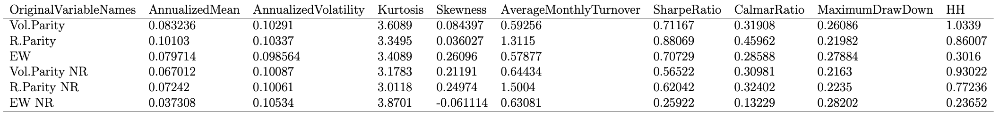 OriginalVariableNames AnnualizedMean AnnualizedVolatility Kurtosis Skewness AverageMonthlyTurnover SharpeRatio CalmarRatio MaximumDrawDown HH
Vol.Parity 0.083236 0.10291 3.6089 0.084397 0.59256 0.71167 0.31908 0.26086 1.0339
R.Parity 0.10103 0.10337 3.3495 0.036027 1.3115 0.88069 0.45962 0.21982 0.86007
EW 0.079714 0.098564 3.4089 0.26096 0.57877 0.70729 0.28588 0.27884 0.3016
Vol.Parity NR 0.067012 0.10087 3.1783 0.21191 0.64434 0.56522 0.30981 0.2163 0.93022
R.Parity NR 0.07242 0.10061 3.0118 0.24974 1.5004 0.62042 0.32402 0.2235 0.77236
EW NR 0.037308 0.10534 3.8701 -0.061114 0.63081 0.25922 0.13229 0.28202 0.23652